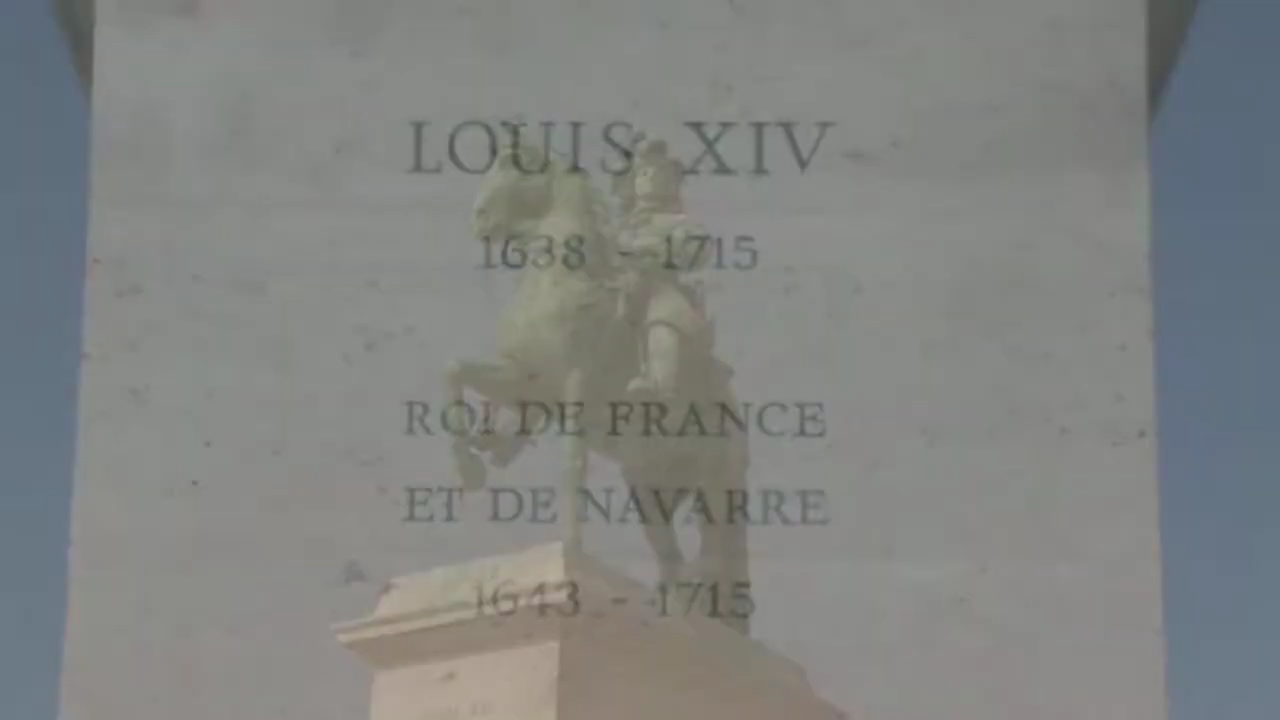 LOUIS XIV
1638 - 1715
ROI DE FRANCE
ET DE NAVARRE
1643 - 1715